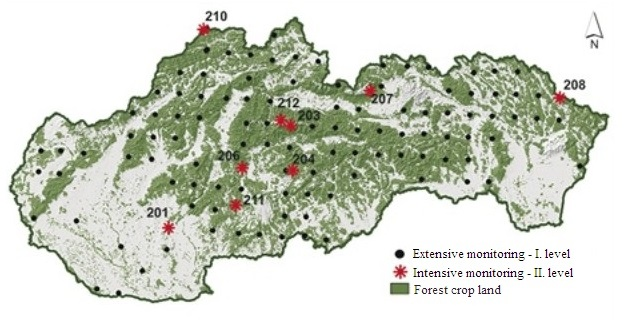 210
N
208
207
212
203
206
204
211
201
Extensive monitoring - I. level
Intensive monitoring - II. level
Forest crop land